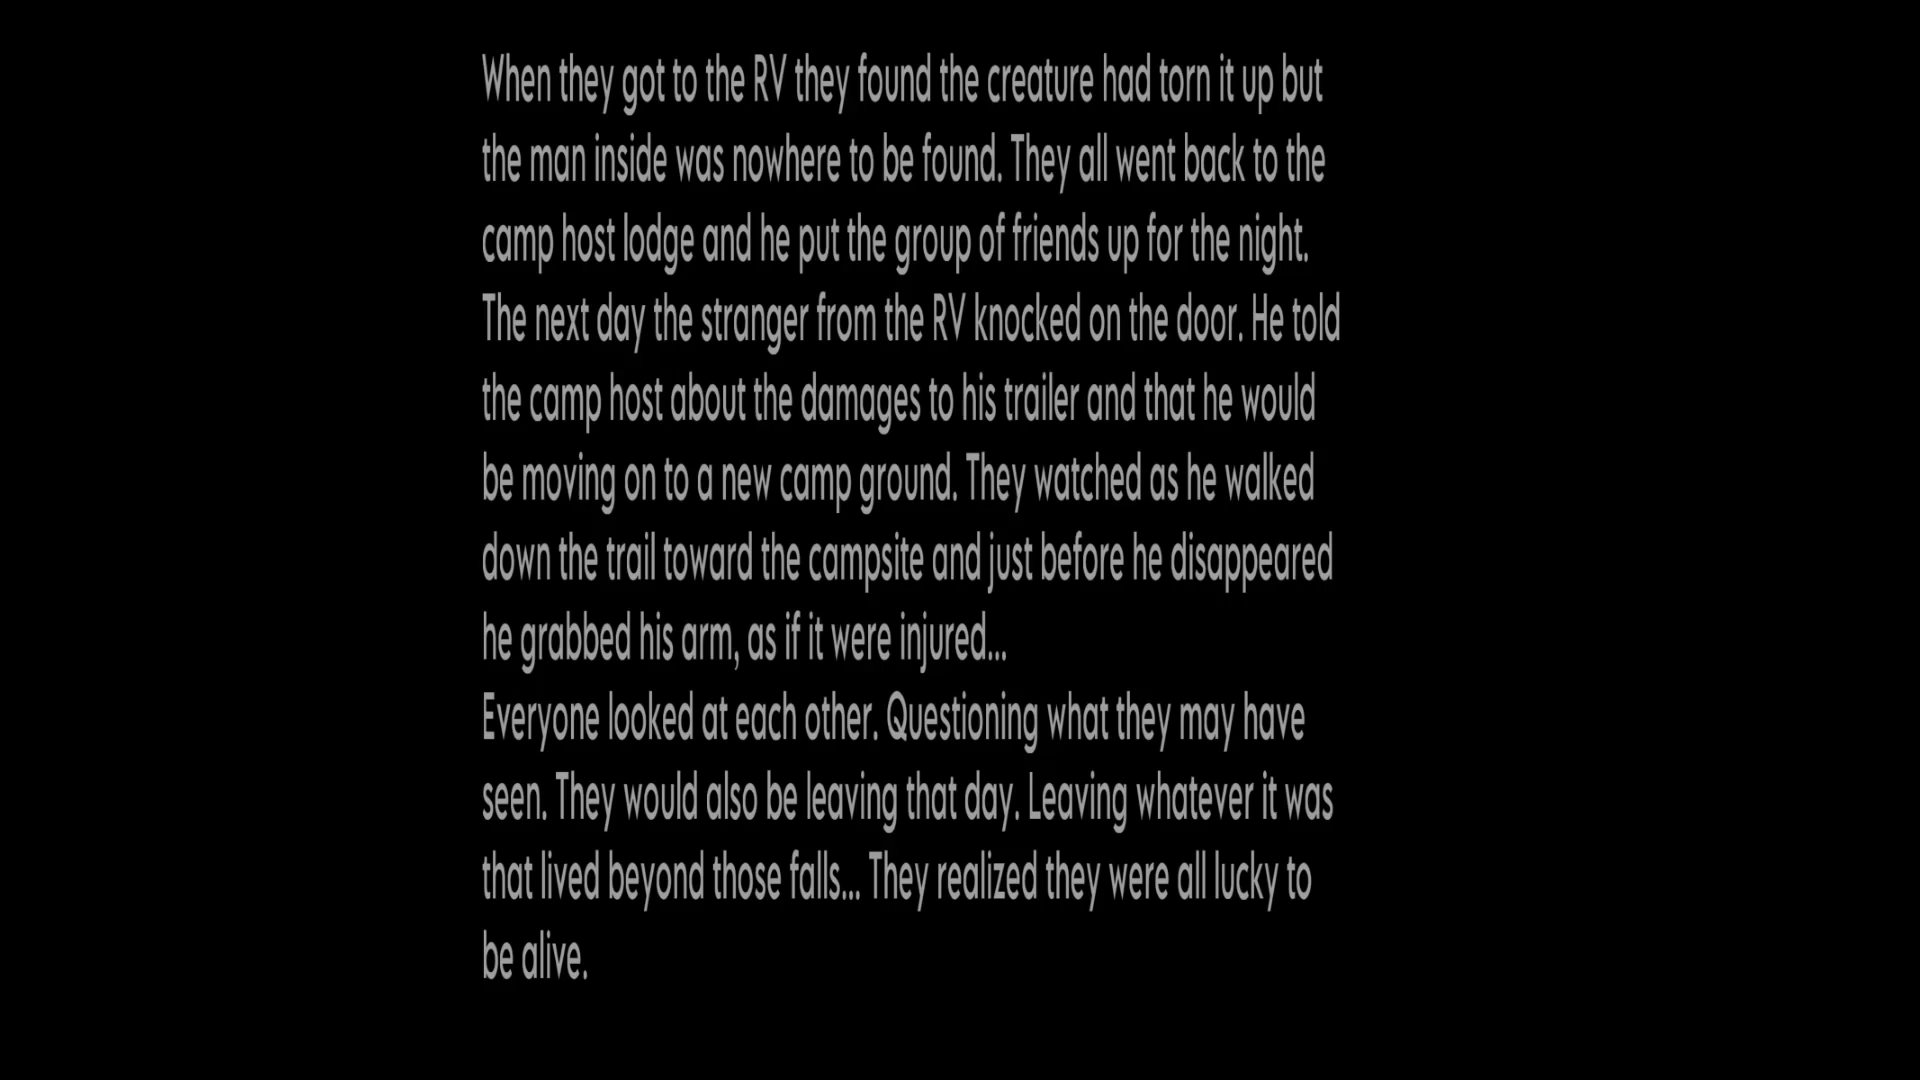 When they got to the RV they found the creature had torn it up but
the man inside was nowhere to be found. They all went back to the
camp host lodge and he put the group of friends up for the night.
The next day the stranger from the RV knocked on the door. He told
the camp host about the damages to his trailer and that he would
be moving on to a new camp ground. They watched as he walked
down the trail toward the campsite and just before he disappeared
he grabbed his arm, as if it were injured...
Everyone looked at each other. Questioning what they may have
seen. They would also be leaving that day. Leaving whatever it was
that lived beyond those falls... They realized they were all lucky to
be alive.